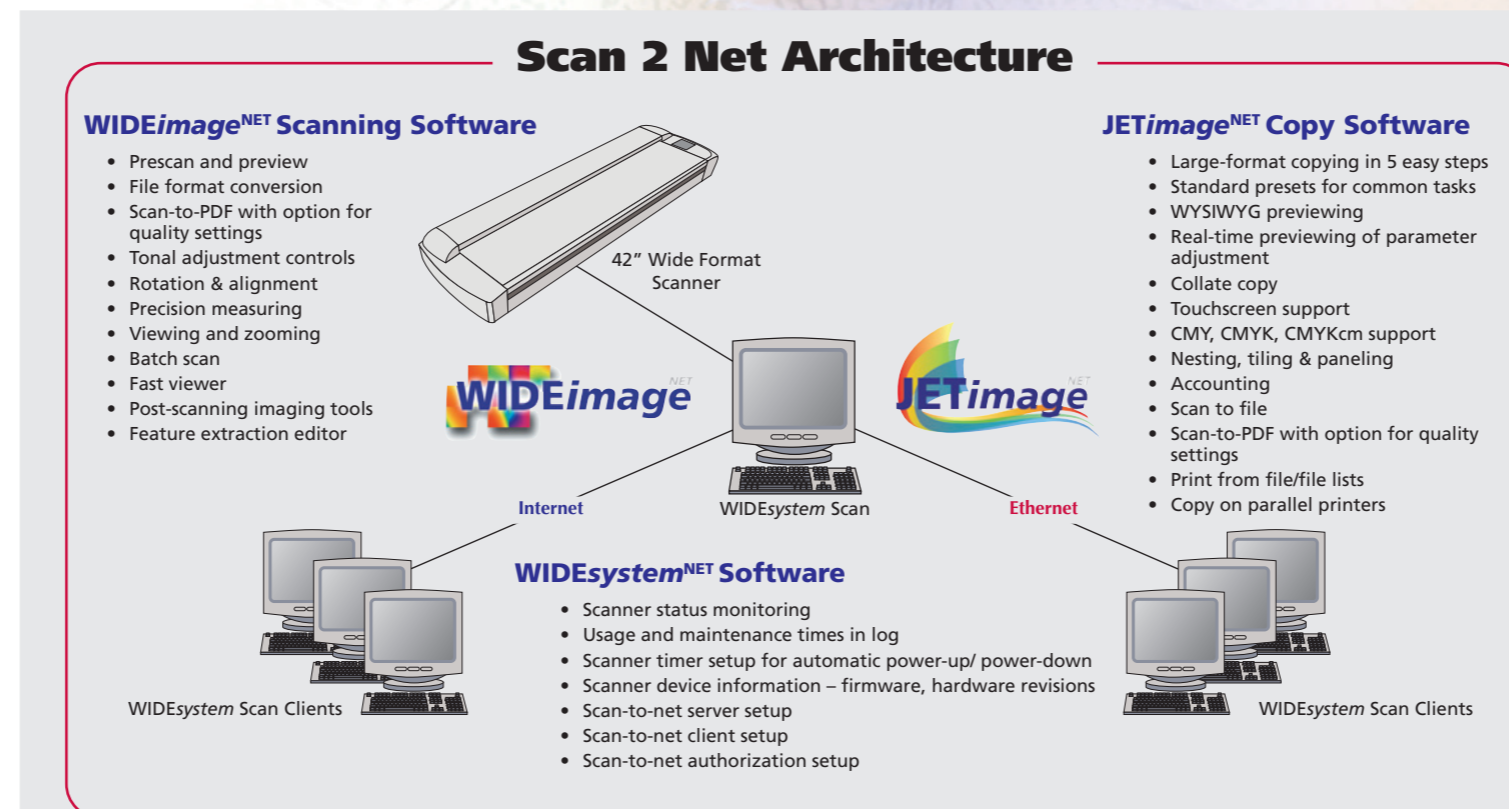 Scan 2 Net Architecture
WIDEimageNET Scanning Software
• Prescan and preview
• File format conversion
• Scan-to-PDF with option for
quality settings
• Tonal adjustment controls
• Rotation & alignment
• Precision measuring
• Viewing and zooming
• Batch scan
• Fast viewer
• Post-scanning imaging tools
• Feature extraction editor
42” Wide Format
Scanner
JETimageNET Copy Software
• Large-format copying in 5 easy steps
• Standard presets for common tasks
• WYSIWYG previewing
• Real-time previewing of parameter
adjustment
• Collate copy
• Touchscreen support
• CMY, CMYK, CMYKcm support
• Nesting, tiling & paneling
• Accounting
• Scan to file
• Scan-to-PDF with option for quality
settings
• Print from file/file lists
• Copy on parallel printers
WIDEimage NET
JETimage NET
Internet
WIDEsystem Scan
Ethernet
WIDEsystemNET Software
• Scanner status monitoring
• Usage and maintenance times in log
• Scanner timer setup for automatic power-up/ power-down
• Scanner device information – firmware, hardware revisions
• Scan-to-net server setup
• Scan-to-net client setup
• Scan-to-net authorization setup
WIDEsystem Scan Clients
WIDEsystem Scan Clients